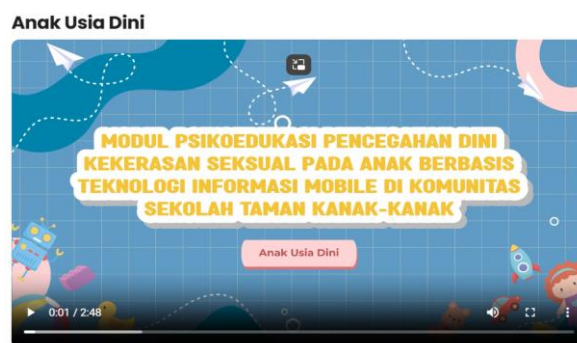 Anak Usia Dini
MODUL PSIKOEDUKASI PENCEGAHAN DINI
KEKERASAN SEKSUAL PADA ANAK BERBASIS
TEKNOLOGI INFORMASI MOBILE DI KOMUNITAS
SEKOLAH TAMAN KANAK-KANAK
Anak Usia Dini
0:01 / 2:48